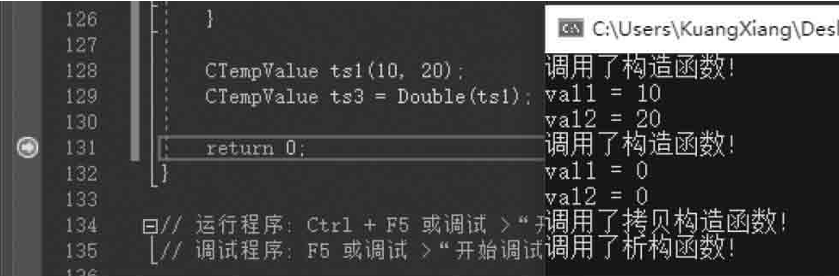 126 }
127
128 CTempValue ts1(10, 20);
129 CTempValue ts3 = Double(ts1);
130
131 return 0;
132 }
133
134 // 运行程序: Ctrl + F5 或调试 >“开
135 // 调试程序: F5 或调试 >“开始调试
C:\Users\KuangXiang\Desl
调用了构造函数!
val1 = 10
val2 = 20
调用了构造函数!
val1 = 0
val2 = 0
调用了拷贝构造函数!
调用了析构函数!